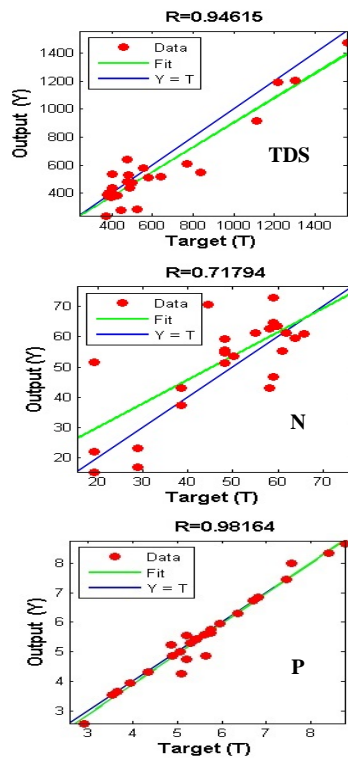 R=0.94615
Data
Fit
Y = T
1400
1200
1000
800
600
400
Output (Y)
TDS
400 600 800 1000 1200 1400
Target (T)
R=0.71794
Data
Fit
Y = T
70
60
50
40
30
20
Output (Y)
N
20 30 40 50 60 70
Target (T)
R=0.98164
Data
Fit
Y = T
8
7
6
5
4
3
Output (Y)
P
3 4 5 6 7 8
Target (T)